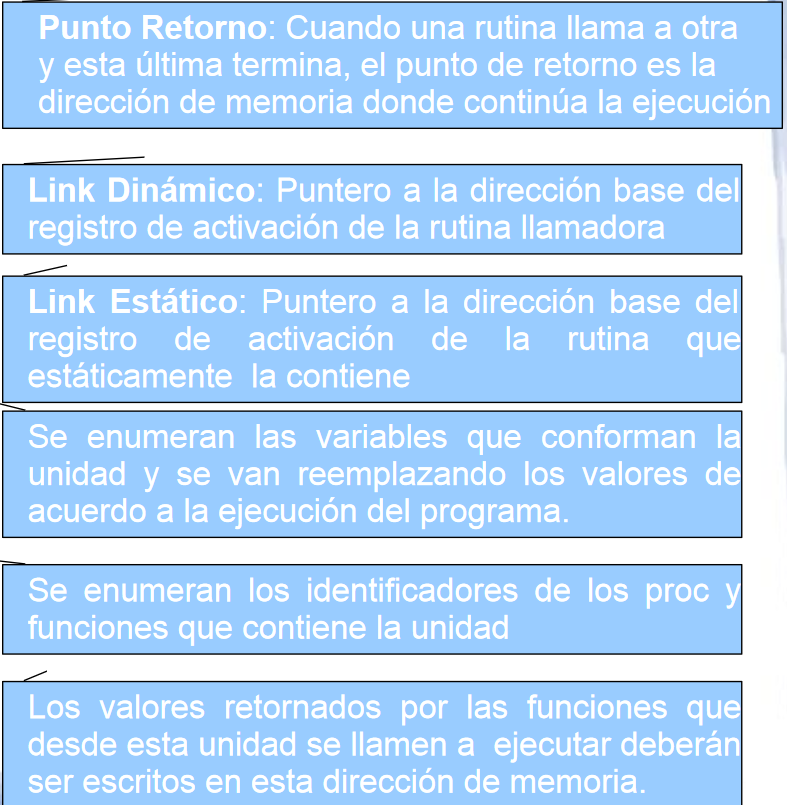 Punto Retorno: Cuando una rutina llama a otra
y esta última termina, el punto de retorno es la
dirección de memoria donde continúa la ejecución
Link Dinámico: Puntero a la dirección base del
registro de activación de la rutina llamadora
Link Estático: Puntero a la dirección base del
registro de activación de la rutina que
estáticamente la contiene
Se enumeran las variables que conforman la
unidad y se van reemplazando los valores de
acuerdo a la ejecución del programa.
Se enumeran los identificadores de los proc y
funciones que contiene la unidad
Los valores retornados por las funciones que
desde esta unidad se llamen a ejecutar deberán
ser escritos en esta dirección de memoria.